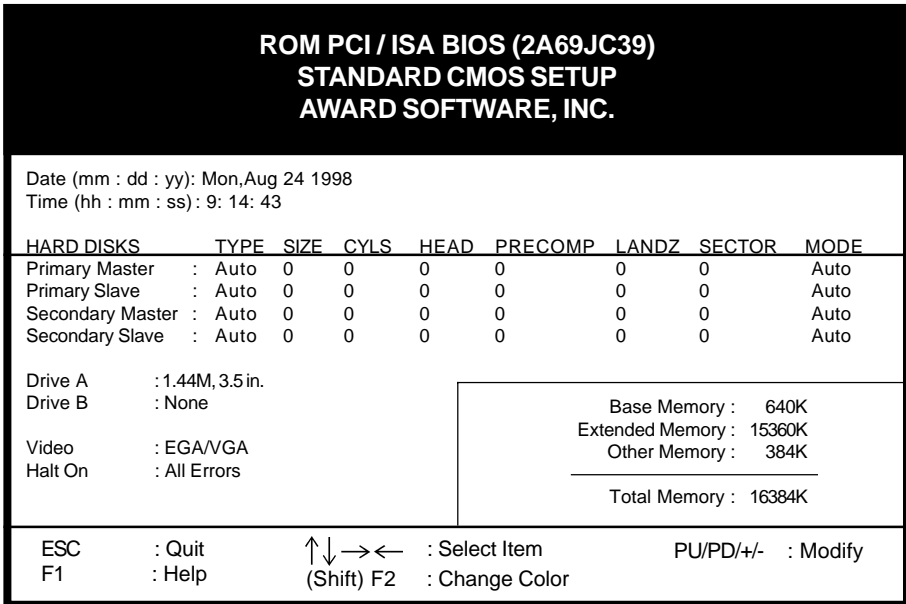 ROM PCI / ISA BIOS (2A69JC39)
STANDARD CMOS SETUP
AWARD SOFTWARE, INC.
Date (mm : dd : yy): Mon,Aug 24 1998
Time (hh : mm : ss) : 9: 14: 43
HARD DISKS TYPE SIZE CYLS HEAD PRECOMP LANDZ SECTOR MODE
Primary Master : Auto 0 0 0 0 0 0 Auto
Primary Slave : Auto 0 0 0 0 0 0 Auto
Secondary Master : Auto 0 0 0 0 0 0 Auto
Secondary Slave : Auto 0 0 0 0 0 0 Auto
Drive A : 1.44M, 3.5 in.
Drive B : None
Video : EGA/VGA
Halt On : All Errors
Base Memory : 640K
Extended Memory : 15360K
Other Memory : 384K
Total Memory : 16384K
ESC : Quit ↑↓→← : Select Item PU/PD/+/- : Modify
F1 : Help (Shift) F2 : Change Color